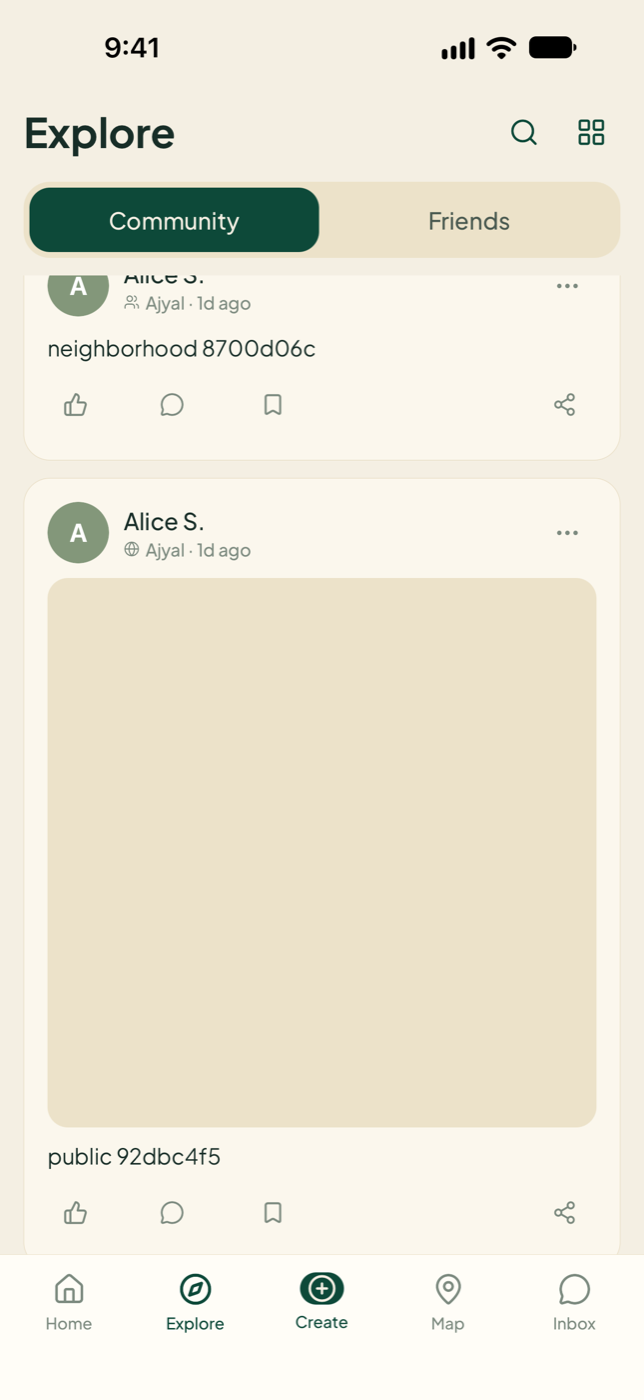 9:41
Explore
Community
Friends
A
Alice S.
Ajyal · 1d ago
neighborhood 8700d06c
A
Alice S.
Ajyal · 1d ago
public 92dbc4f5
Home
Explore
Create
Map
Inbox